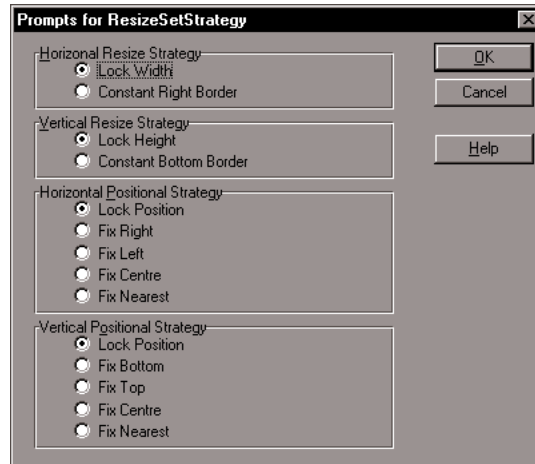 Prompts for ResizeSetStrategy
Horizonal Resize Strategy
Lock Width
Constant Right Border
Vertical Resize Strategy
Lock Height
Constant Bottom Border
Horizontal Positional Strategy
Lock Position
Fix Right
Fix Left
Fix Centre
Fix Nearest
Vertical Positional Strategy
Lock Position
Fix Bottom
Fix Top
Fix Centre
Fix Nearest
OK
Cancel
Help